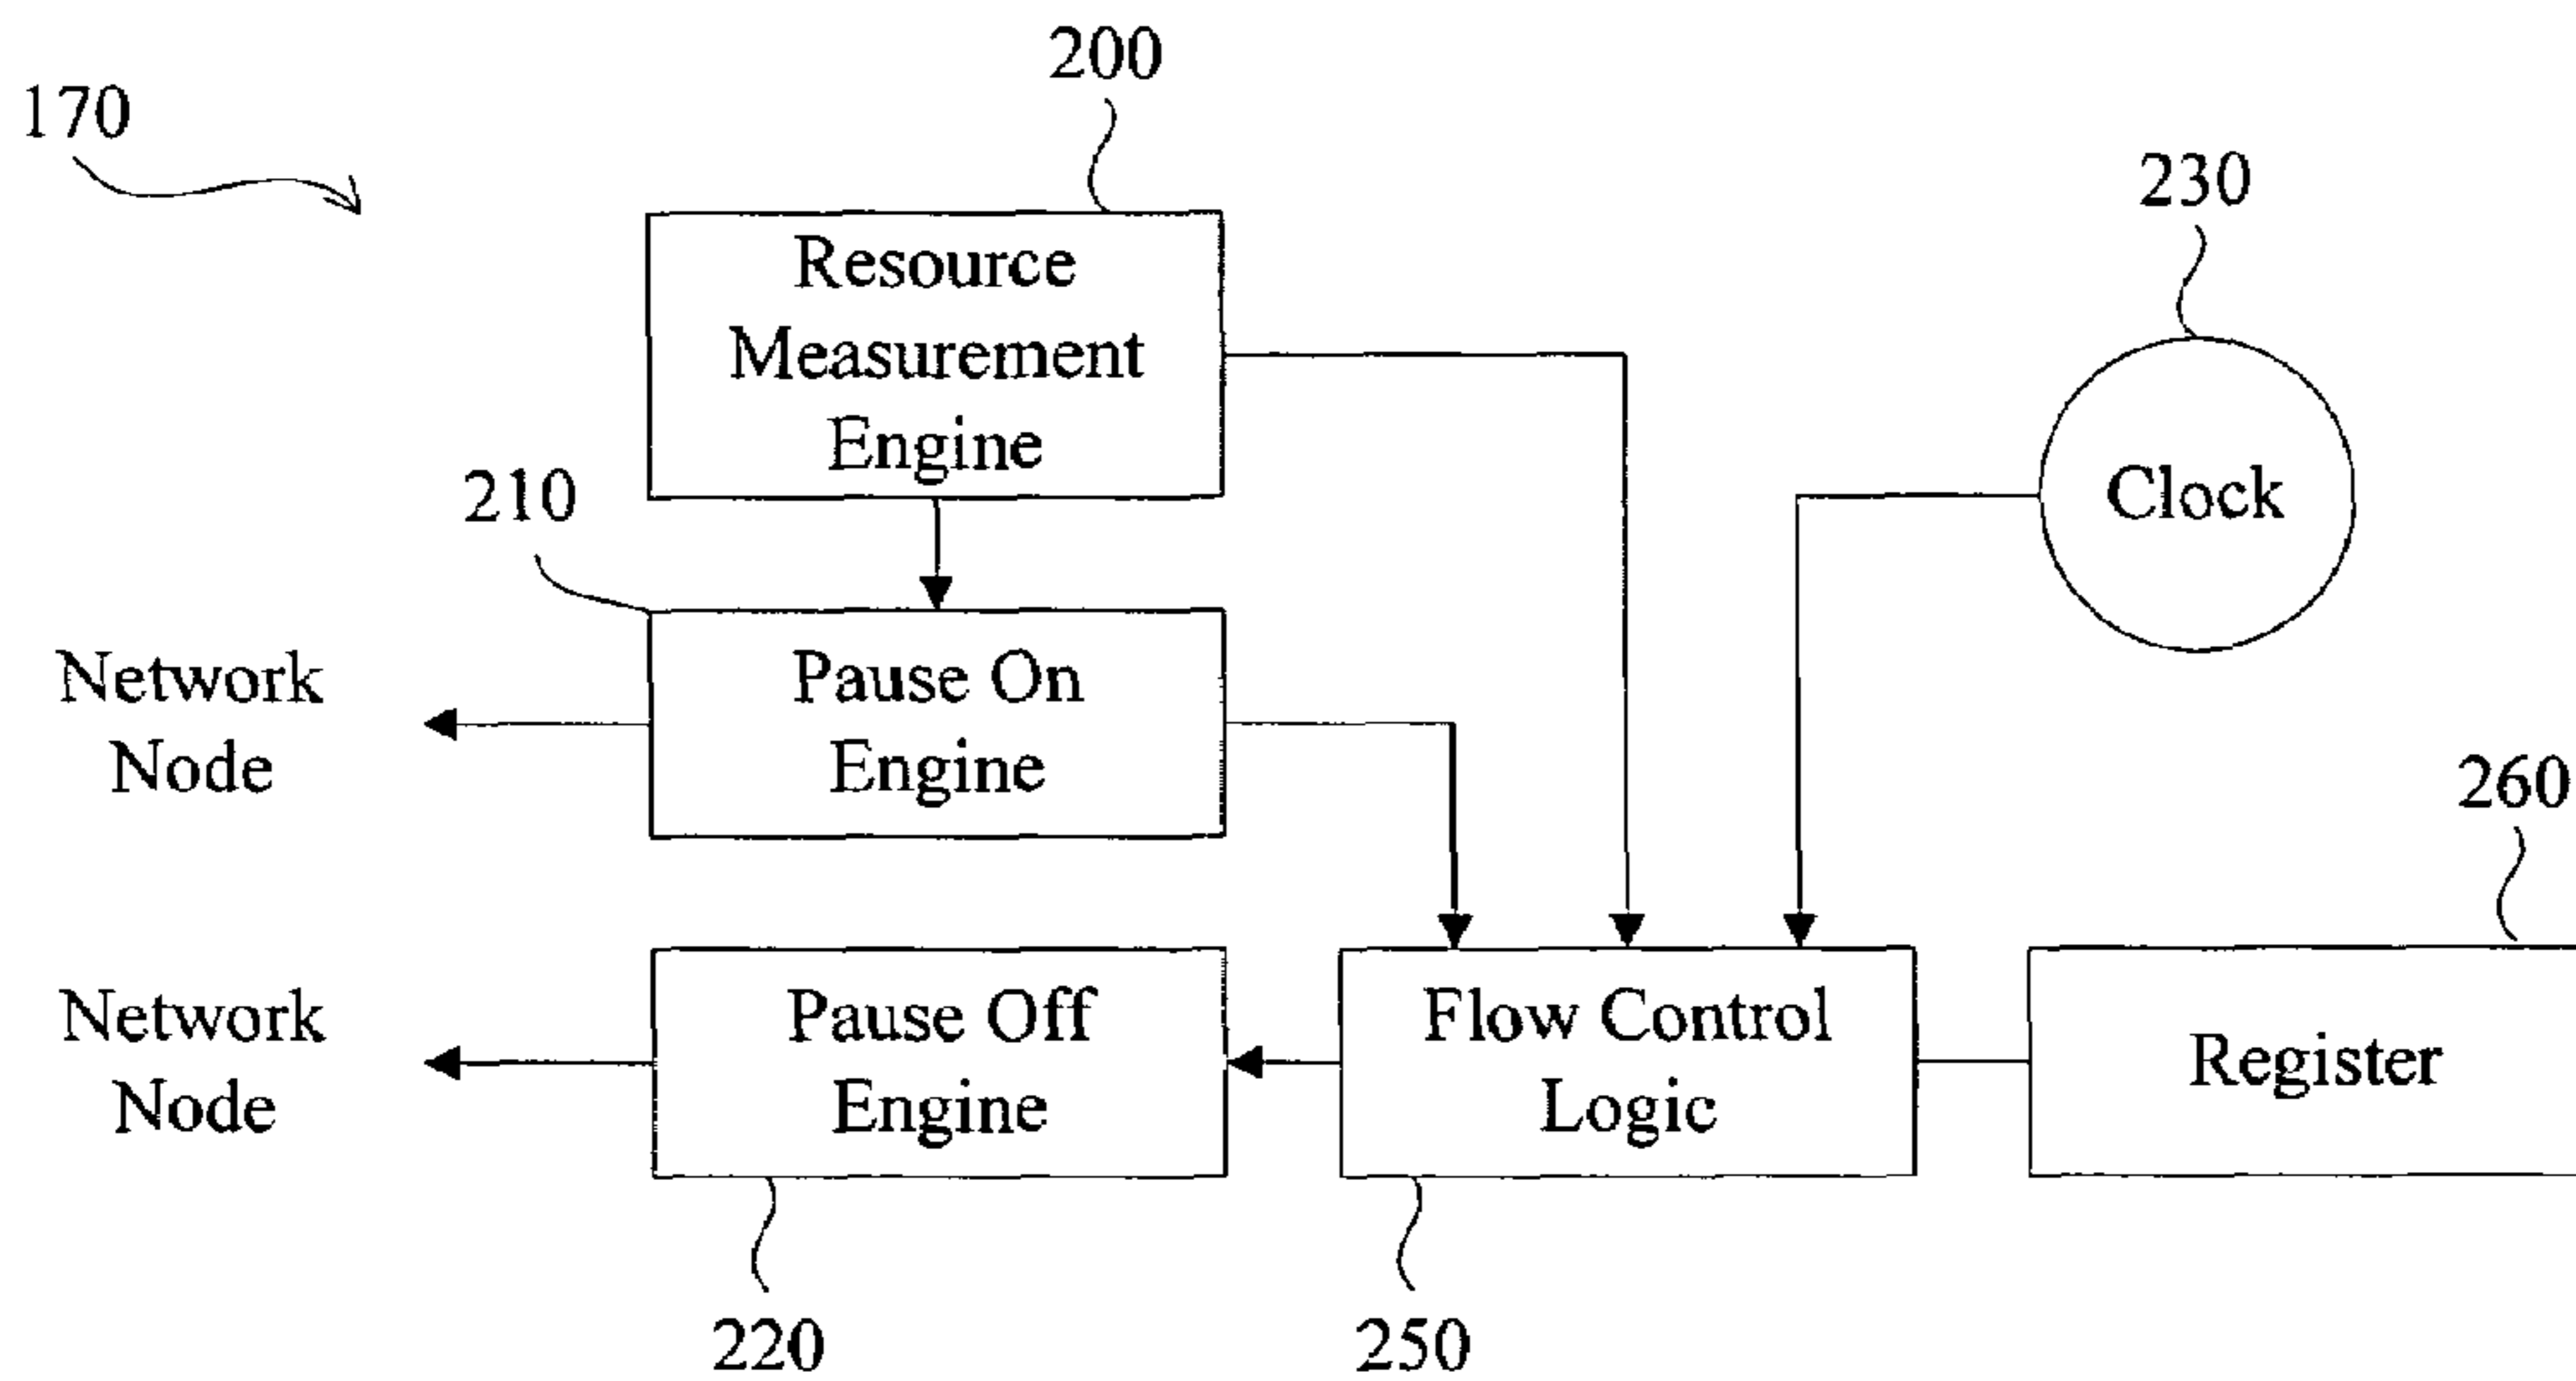 200
170
230
Resource
Measurement
Engine
210
Clock
Network
Node
Pause On
Engine
260
Network
Node
Pause Off
Engine
Flow Control
Logic
Register
220
250